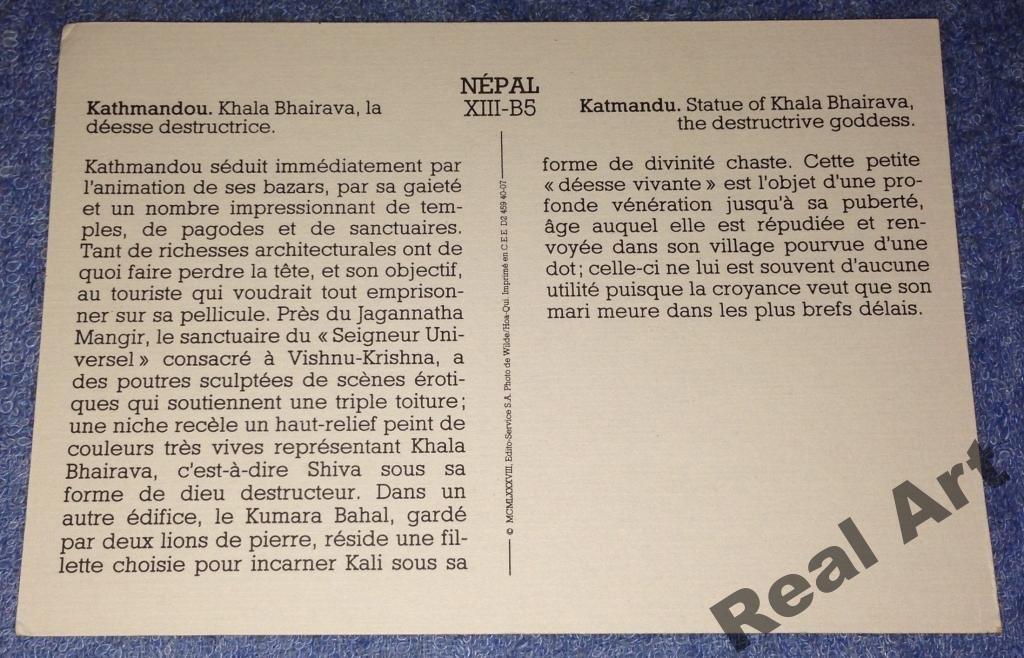 NÉPAL
XIII-B5
Kathmandou. Khala Bhairava, la
déesse destructrice.
Katmandu. Statue of Khala Bhairava,
the destructrive goddess.
Kathmandou séduit immédiatement par
l'animation de ses bazars, par sa gaieté
et un nombre impressionnant de tem-
ples, de pagodes et de sanctuaires.
Tant de richesses architecturales ont de
quoi faire perdre la tête, et son objectif,
au touriste qui voudrait tout emprison-
ner sur sa pellicule. Près du Jagannatha
Mangir, le sanctuaire du « Seigneur Uni-
versel » consacré à Vishnu-Krishna, a
des poutres sculptées de scènes éroti-
ques qui soutiennent une triple toiture ;
une niche recèle un haut-relief peint de
couleurs très vives représentant Khala
Bhairava, c'est-à-dire Shiva sous sa
forme de dieu destructeur. Dans un
autre édifice, le Kumara Bahal, gardé
par deux lions de pierre, réside une fil-
lette choisie pour incarner Kali sous sa
forme de divinité chaste. Cette petite
« déesse vivante » est l'objet d'une pro-
fonde vénération jusqu'à sa puberté,
âge auquel elle est répudiée et ren-
voyée dans son village pourvue d'une
dot ; celle-ci ne lui est souvent d'aucune
utilité puisque la croyance veut que son
mari meure dans les plus brefs délais.
© MCMLXXXVIII, Edito-Service S.A. Photo de Wilde/Hoa-Qui. Imprimé en C.E.E. D2 459 40-07
Real Art